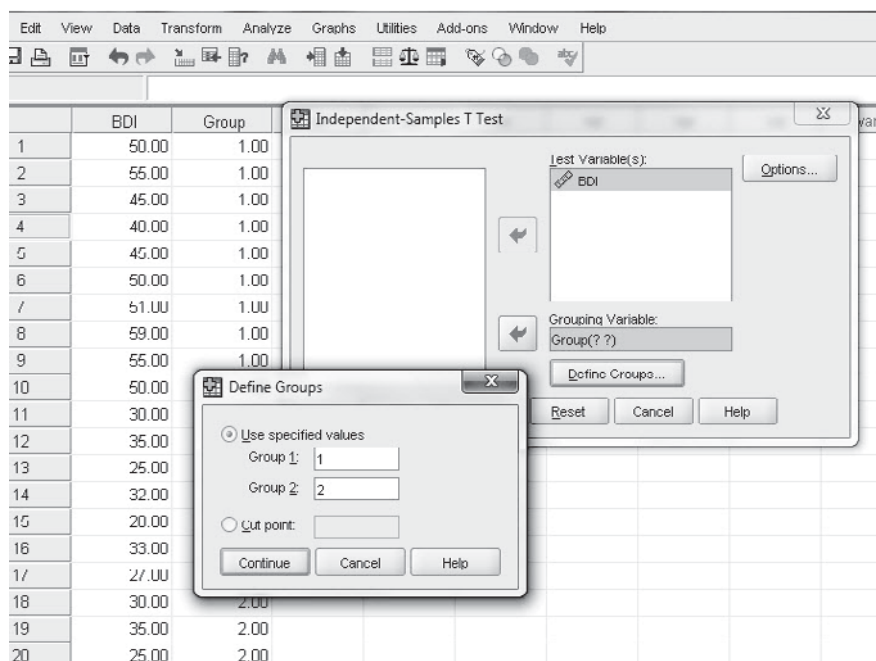 Edit View Data Transform Analyze Graphs Utilities Add-ons Window Help
BDI Group
1 50.00 1.00
2 55.00 1.00
3 45.00 1.00
4 40.00 1.00
5 45.00 1.00
6 50.00 1.00
7 51.00 1.00
8 59.00 1.00
9 55.00 1.00
10 50.00
11 30.00
12 35.00
13 25.00
14 32.00
15 20.00
16 33.00
17 27.00
18 30.00 2.00
19 35.00 2.00
20 25.00 2.00
Independent-Samples T Test
Test Variable(s):
BDI
Options...
Grouping Variable:
Group(? ?)
Define Groups...
Reset Cancel Help
Define Groups
Use specified values
Group 1: 1
Group 2: 2
Cut point:
Continue Cancel Help